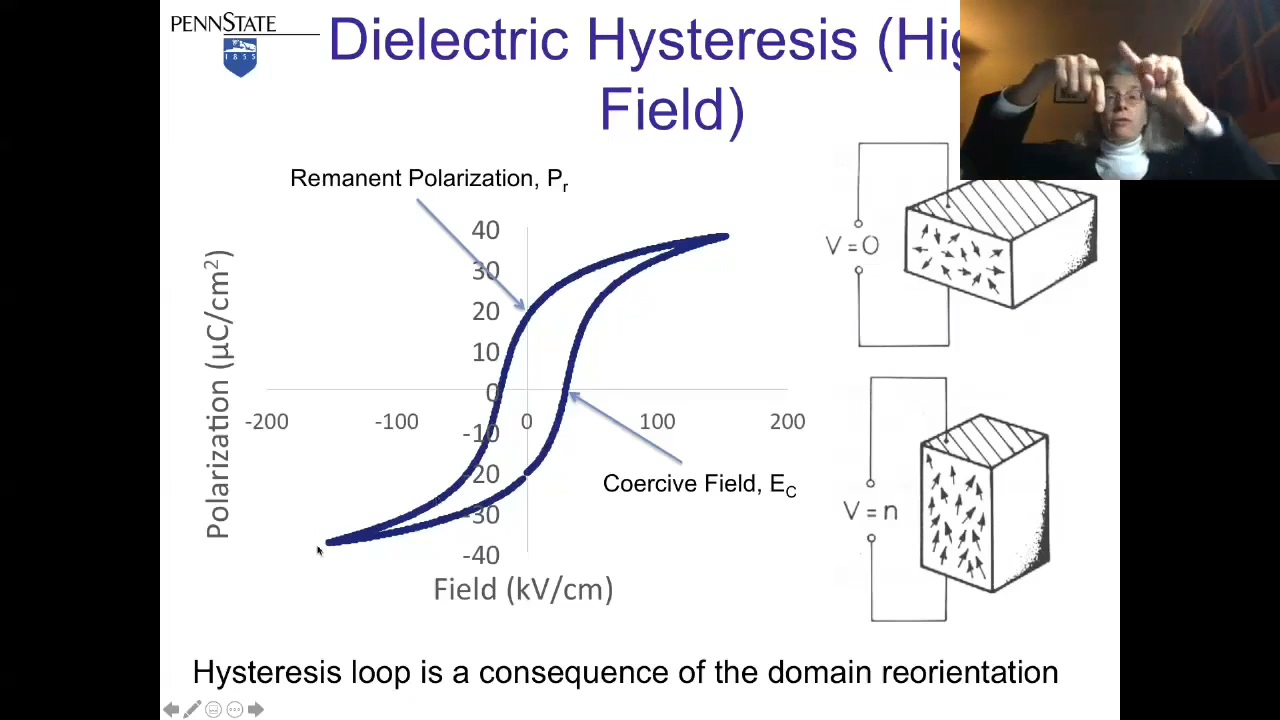 PENNSTATE
1855
Dielectric Hysteresis (Hig
Field)
Remanent Polarization, Pr
40
30
20
10
0
-10
-20
-30
-40
-200
-100
0
100
200
Polarization (µC/cm²)
Field (kV/cm)
Coercive Field, EC
V=0
V=n
Hysteresis loop is a consequence of the domain reorientation